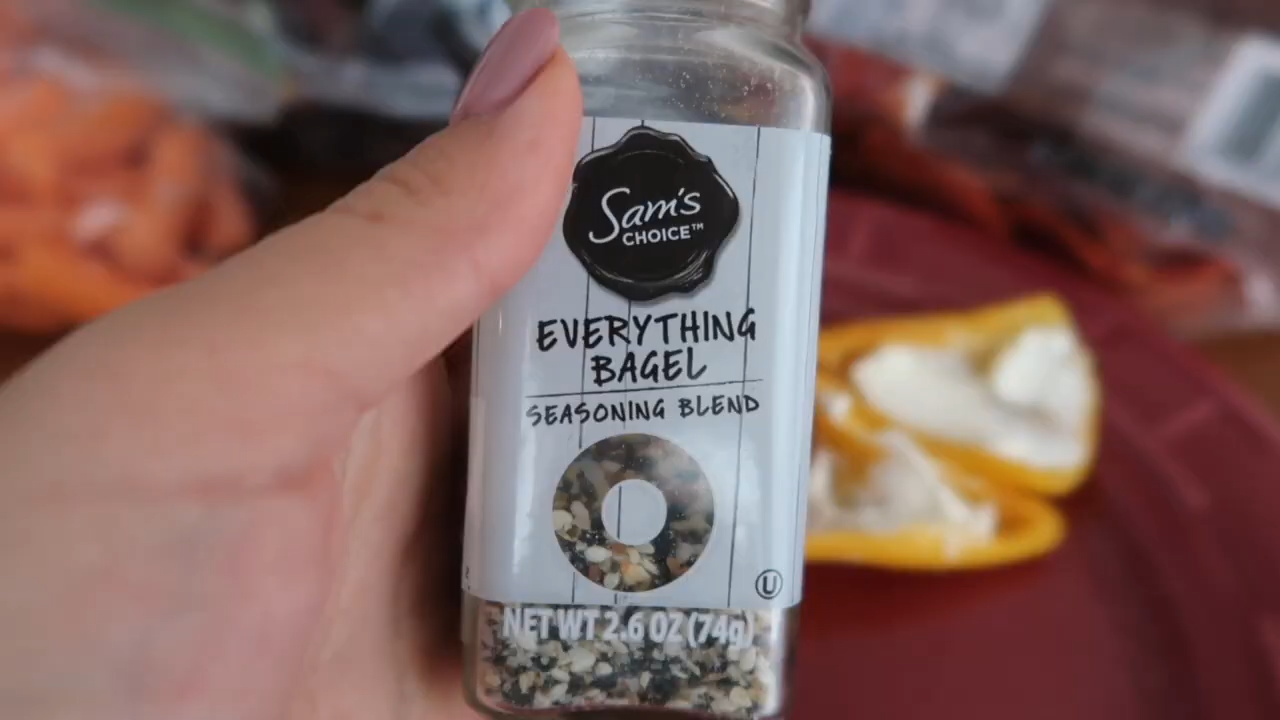 Sam's
CHOICE™
EVERYTHING
BAGEL
SEASONING BLEND
U
NET WT 2.6 OZ (74g)